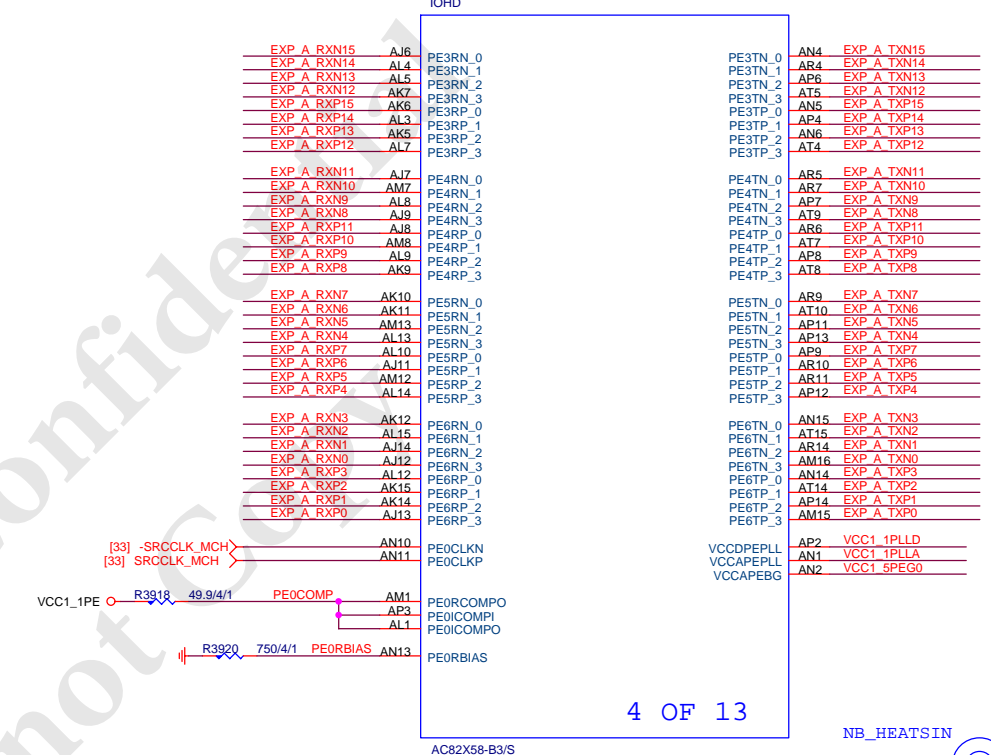 IOHD
EXP_A_RXN15 AJ6 PE3RN_0 PE3TN_0 AN4 EXP_A_TXN15
EXP_A_RXN14 AL4 PE3RN_1 PE3TN_1 AR4 EXP_A_TXN14
EXP_A_RXN13 AL5 PE3RN_2 PE3TN_2 AP6 EXP_A_TXN13
EXP_A_RXN12 AK7 PE3RN_3 PE3TN_3 AT5 EXP_A_TXN12
EXP_A_RXP15 AK6 PE3RP_0 PE3TP_0 AN5 EXP_A_TXP15
EXP_A_RXP14 AL3 PE3RP_1 PE3TP_1 AP4 EXP_A_TXP14
EXP_A_RXP13 AK5 PE3RP_2 PE3TP_2 AN6 EXP_A_TXP13
EXP_A_RXP12 AL7 PE3RP_3 PE3TP_3 AT4 EXP_A_TXP12
EXP_A_RXN11 AJ7 PE4RN_0 PE4TN_0 AR5 EXP_A_TXN11
EXP_A_RXN10 AM7 PE4RN_1 PE4TN_1 AR7 EXP_A_TXN10
EXP_A_RXN9 AL8 PE4RN_2 PE4TN_2 AP7 EXP_A_TXN9
EXP_A_RXN8 AJ9 PE4RN_3 PE4TN_3 AT9 EXP_A_TXN8
EXP_A_RXP11 AJ8 PE4RP_0 PE4TP_0 AR6 EXP_A_TXP11
EXP_A_RXP10 AM8 PE4RP_1 PE4TP_1 AT7 EXP_A_TXP10
EXP_A_RXP9 AL9 PE4RP_2 PE4TP_2 AP8 EXP_A_TXP9
EXP_A_RXP8 AK9 PE4RP_3 PE4TP_3 AT8 EXP_A_TXP8
EXP_A_RXN7 AK10 PE5RN_0 PE5TN_0 AR9 EXP_A_TXN7
EXP_A_RXN6 AK11 PE5RN_1 PE5TN_1 AT10 EXP_A_TXN6
EXP_A_RXN5 AM13 PE5RN_2 PE5TN_2 AP11 EXP_A_TXN5
EXP_A_RXN4 AL13 PE5RN_3 PE5TN_3 AP13 EXP_A_TXN4
EXP_A_RXP7 AL10 PE5RP_0 PE5TP_0 AP9 EXP_A_TXP7
EXP_A_RXP6 AJ11 PE5RP_1 PE5TP_1 AR10 EXP_A_TXP6
EXP_A_RXP5 AM12 PE5RP_2 PE5TP_2 AR11 EXP_A_TXP5
EXP_A_RXP4 AL14 PE5RP_3 PE5TP_3 AP12 EXP_A_TXP4
EXP_A_RXN3 AK12 PE6RN_0 PE6TN_0 AN15 EXP_A_TXN3
EXP_A_RXN2 AL15 PE6RN_1 PE6TN_1 AT15 EXP_A_TXN2
EXP_A_RXN1 AJ14 PE6RN_2 PE6TN_2 AR14 EXP_A_TXN1
EXP_A_RXN0 AJ12 PE6RN_3 PE6TN_3 AM16 EXP_A_TXN0
EXP_A_RXP3 AL12 PE6RP_0 PE6TP_0 AN14 EXP_A_TXP3
EXP_A_RXP2 AK15 PE6RP_1 PE6TP_1 AT14 EXP_A_TXP2
EXP_A_RXP1 AK14 PE6RP_2 PE6TP_2 AP14 EXP_A_TXP1
EXP_A_RXP0 AJ13 PE6RP_3 PE6TP_3 AM15 EXP_A_TXP0
[33] -SRCCLK_MCH AN10 PE0CLKN VCCDPEPLL AP2 VCC1_1PLLD
[33] SRCCLK_MCH AN11 PE0CLKP VCCAPEPLL AN1 VCC1_1PLLA
VCCAPEBG AN2 VCC1_5PEG0
VCC1_1PE R3918 49.9/4/1 PE0COMP AM1 PE0RCOMPO
AP3 PE0ICOMPI
AL1 PE0ICOMPO
R3920 750/4/1 PE0RBIAS AN13 PE0RBIAS
4 OF 13
NB_HEATSIN
AC82X58-B3/S
onfidential
not Copy